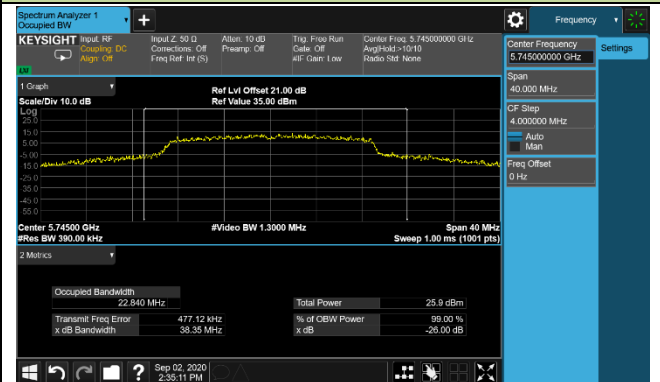 Spectrum Analyzer 1
Occupied BW
Frequency
KEYSIGHT
Input: RF
Coupling: DC
Align: Off
Input Z: 50 Ω
Corrections: Off
Freq Ref: Int (S)
Atten: 10 dB
Preamp: Off
Trig: Free Run
Gate: Off
#IF Gain: Low
Center Freq: 5.745000000 GHz
Avg|Hold:>10/10
Radio Std: None
Center Frequency
5.745000000 GHz
Settings
Span
40.000 MHz
CF Step
4.000000 MHz
Auto
Man
Freq Offset
0 Hz
1 Graph
Scale/Div 10.0 dB
Ref Lvl Offset 21.00 dB
Ref Value 35.00 dBm
Log
25.0
15.0
5.00
-5.00
-15.0
-25.0
-35.0
-45.0
-55.0
Center 5.74500 GHz
#Res BW 390.00 kHz
#Video BW 1.3000 MHz
Span 40 MHz
Sweep 1.00 ms (1001 pts)
2 Metrics
Occupied Bandwidth
22.840 MHz
Transmit Freq Error 477.12 kHz
x dB Bandwidth 38.35 MHz
Total Power 25.9 dBm
% of OBW Power 99.00 %
x dB -26.00 dB
?
Sep 02, 2020
2:35:11 PM